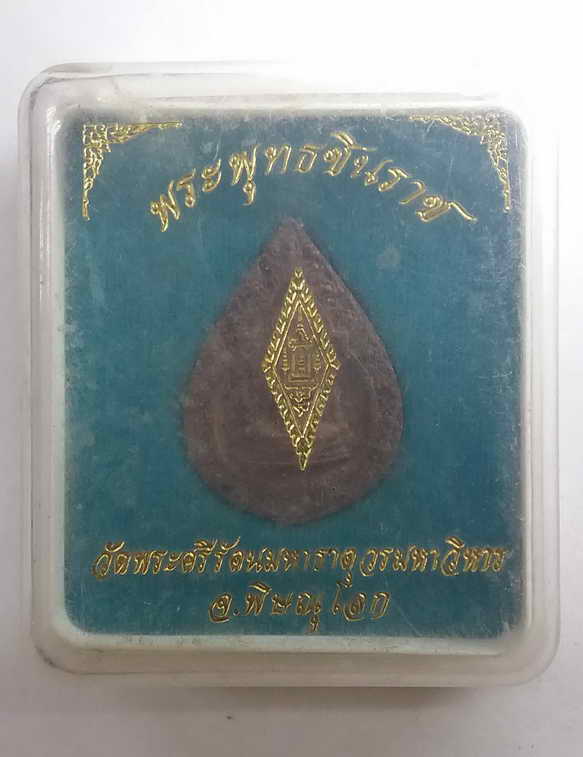 พระพุทธชินราช
วัดพระศรีรัตนมหาธาตุวรมหาวิหาร
จ.พิษณุโลก